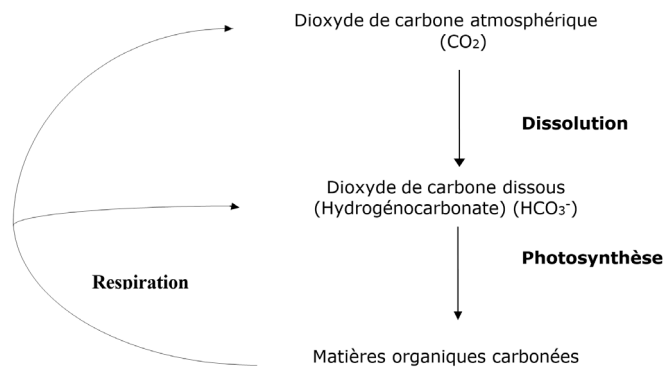 Dioxyde de carbone atmosphérique
(CO₂)
Dissolution
Dioxyde de carbone dissous
(Hydrogénocarbonate) (HCO₃⁻)
Photosynthèse
Respiration
Matières organiques carbonées